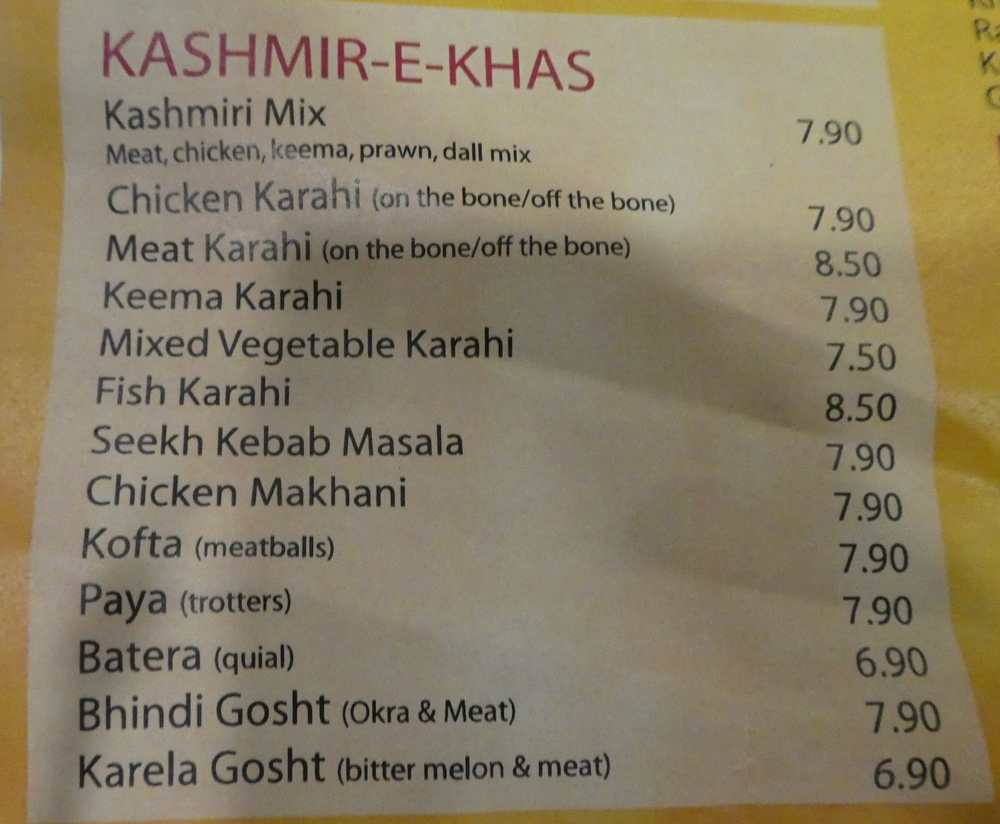 KASHMIR-E-KHAS
Kashmiri Mix 7.90
Meat, chicken, keema, prawn, dall mix
Chicken Karahi (on the bone/off the bone) 7.90
Meat Karahi (on the bone/off the bone) 8.50
Keema Karahi 7.90
Mixed Vegetable Karahi 7.50
Fish Karahi 8.50
Seekh Kebab Masala 7.90
Chicken Makhani 7.90
Kofta (meatballs) 7.90
Paya (trotters) 7.90
Batera (quial) 6.90
Bhindi Gosht (Okra & Meat) 7.90
Karela Gosht (bitter melon & meat) 6.90